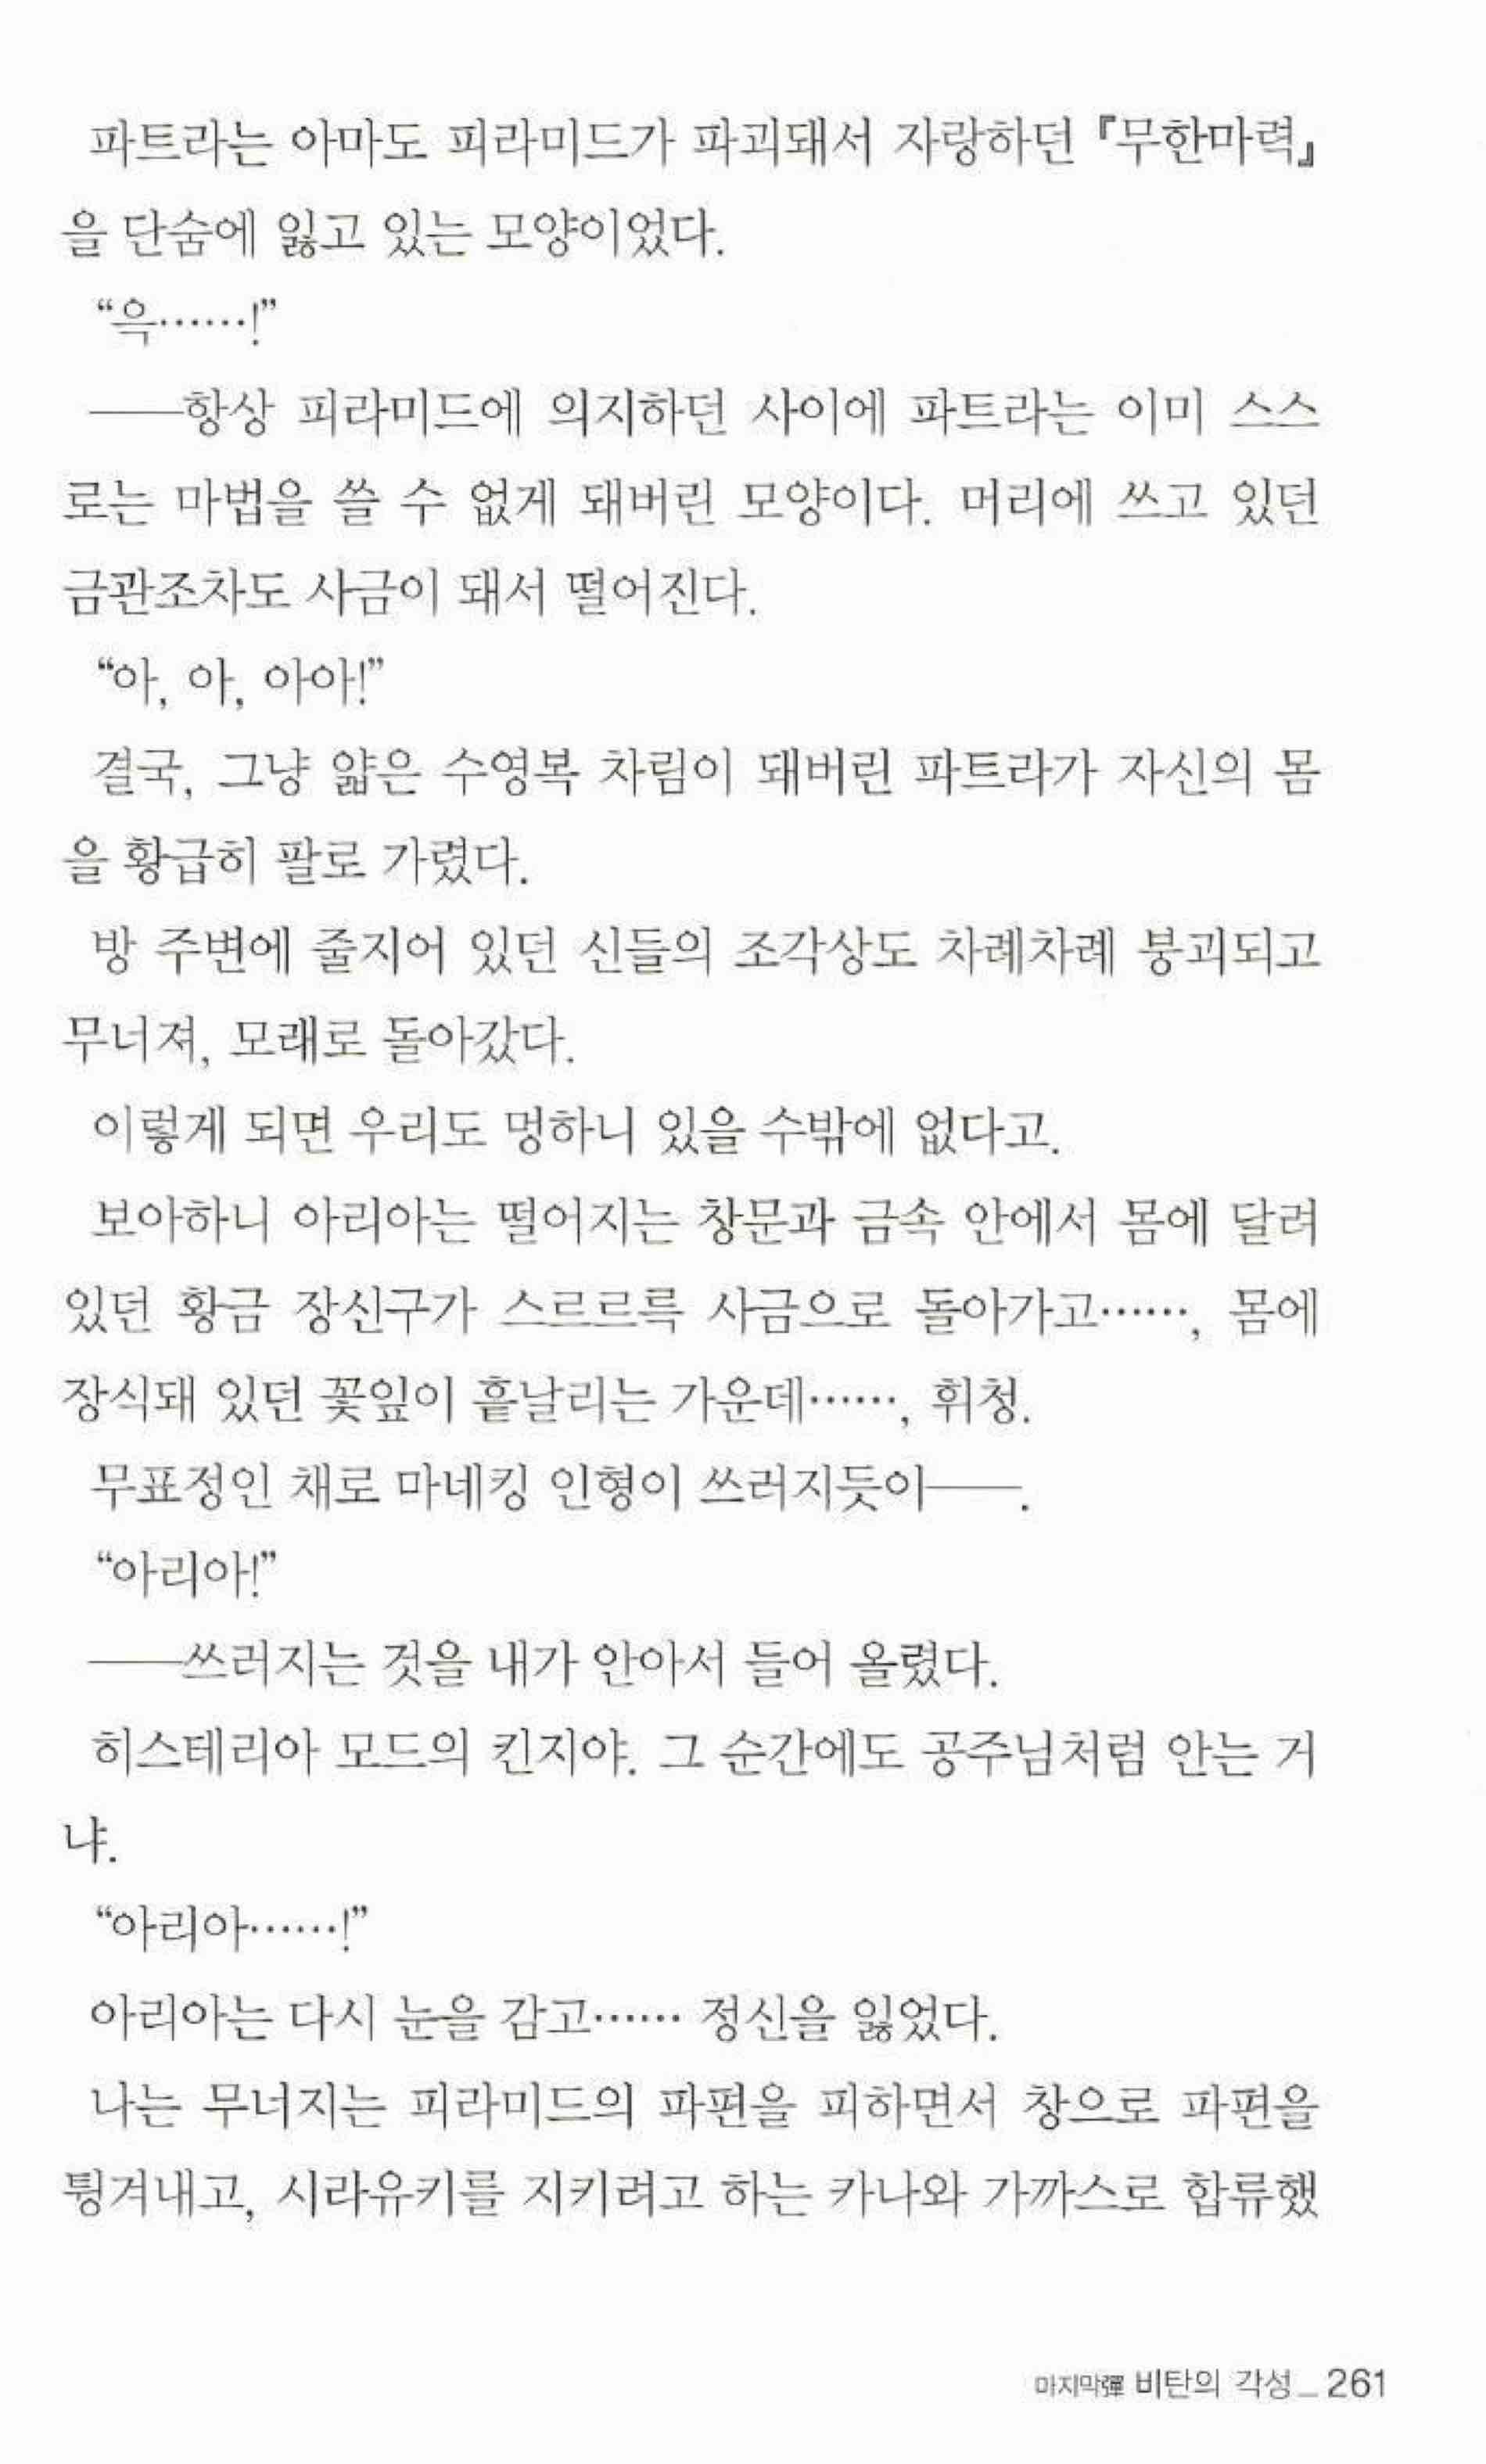 파트라는 아마도 피라미드가 파괴돼서 자랑하던 『무한마력』
을 단숨에 잃고 있는 모양이었다.
“윽……!”
──항상 피라미드에 의지하던 사이에 파트라는 이미 스스
로는 마법을 쓸 수 없게 돼버린 모양이다. 머리에 쓰고 있던
금관조차도 사금이 돼서 떨어진다.
“아, 아, 아아!”
결국, 그냥 얇은 수영복 차림이 돼버린 파트라가 자신의 몸
을 황급히 팔로 가렸다.
방 주변에 줄지어 있던 신들의 조각상도 차례차례 붕괴되고
무너져, 모래로 돌아갔다.
이렇게 되면 우리도 멍하니 있을 수밖에 없다고.
보아하니 아리아는 떨어지는 창문과 금속 안에서 몸에 달려
있던 황금 장신구가 스르르륵 사금으로 돌아가고……, 몸에
장식돼 있던 꽃잎이 흩날리는 가운데……, 휘청.
무표정인 채로 마네킹 인형이 쓰러지듯이──.
“아리아!”
──쓰러지는 것을 내가 안아서 들어 올렸다.
히스테리아 모드의 킨지야. 그 순간에도 공주님처럼 안는 거
냐.
“아리아……!”
아리아는 다시 눈을 감고…… 정신을 잃었다.
나는 무너지는 피라미드의 파편을 피하면서 창으로 파편을
튕겨내고, 시라유키를 지키려고 하는 카나와 가까스로 합류했
마지막彈 비탄의 각성_261